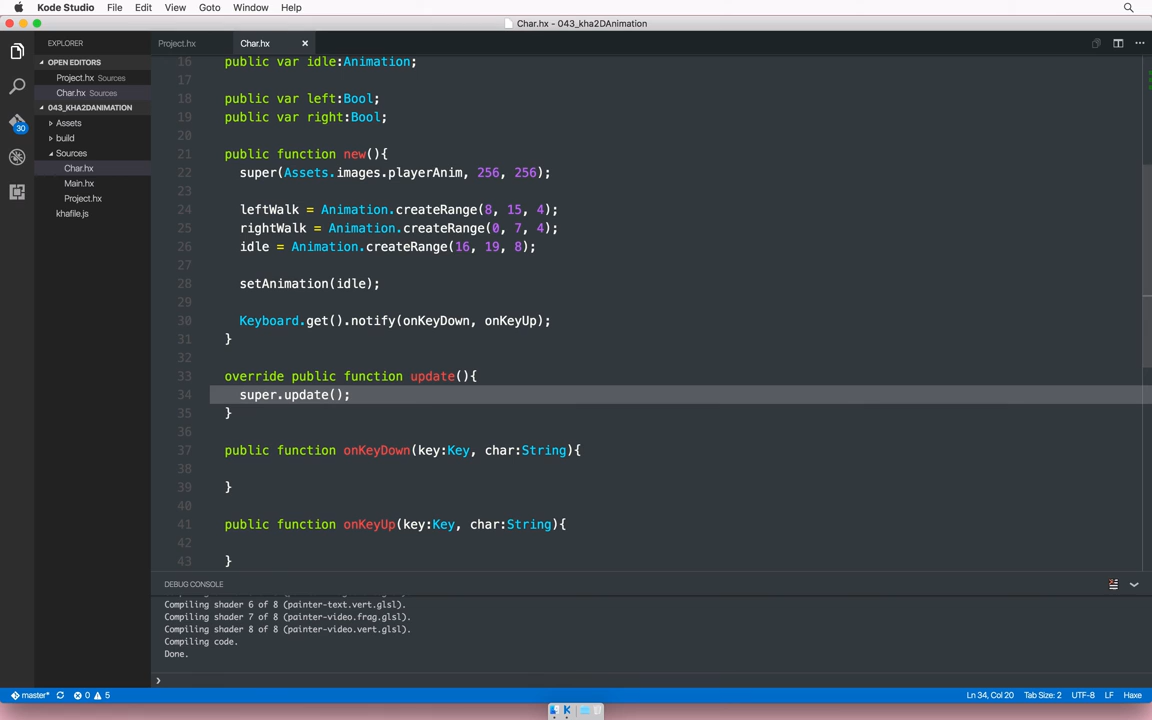 Kode Studio File Edit View Goto Window Help
Char.hx - 043_kha2DAnimation
EXPLORER
OPEN EDITORS
Project.hx Sources
Char.hx Sources
043_KHA2DANIMATION
Assets
build
Sources
Char.hx
Main.hx
Project.hx
khafile.js
30
Project.hx Char.hx
16 public var idle:Animation;
17
18 public var left:Bool;
19 public var right:Bool;
20
21 public function new(){
22 super(Assets.images.playerAnim, 256, 256);
23
24 leftWalk = Animation.createRange(8, 15, 4);
25 rightWalk = Animation.createRange(0, 7, 4);
26 idle = Animation.createRange(16, 19, 8);
27
28 setAnimation(idle);
29
30 Keyboard.get().notify(onKeyDown, onKeyUp);
31 }
32
33 override public function update(){
34 super.update();
35 }
36
37 public function onKeyDown(key:Key, char:String){
38
39 }
40
41 public function onKeyUp(key:Key, char:String){
42
43 }
DEBUG CONSOLE
Compiling shader 6 of 8 (painter-text.vert.glsl).
Compiling shader 7 of 8 (painter-video.frag.glsl).
Compiling shader 8 of 8 (painter-video.vert.glsl).
Compiling code.
Done.
master* 0 5 Ln 34, Col 20 Tab Size: 2 UTF-8 LF Haxe